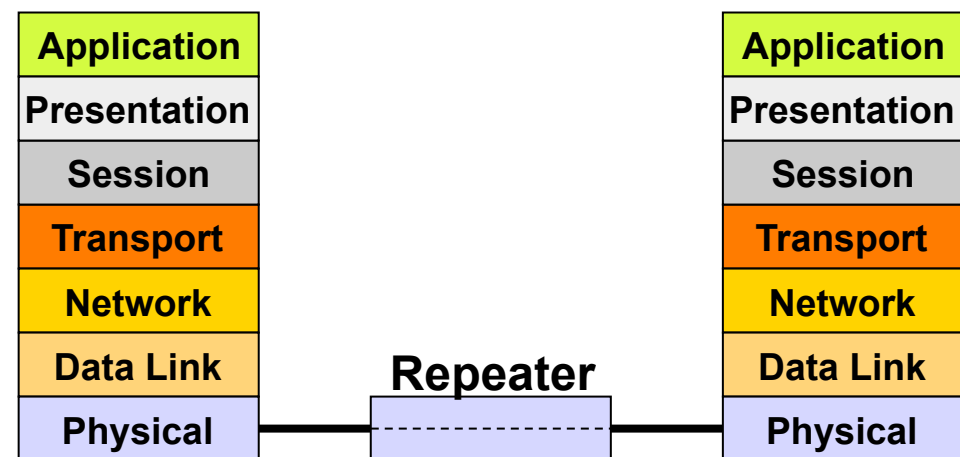 Application
Presentation
Session
Transport
Network
Data Link
Physical
Repeater
Application
Presentation
Session
Transport
Network
Data Link
Physical